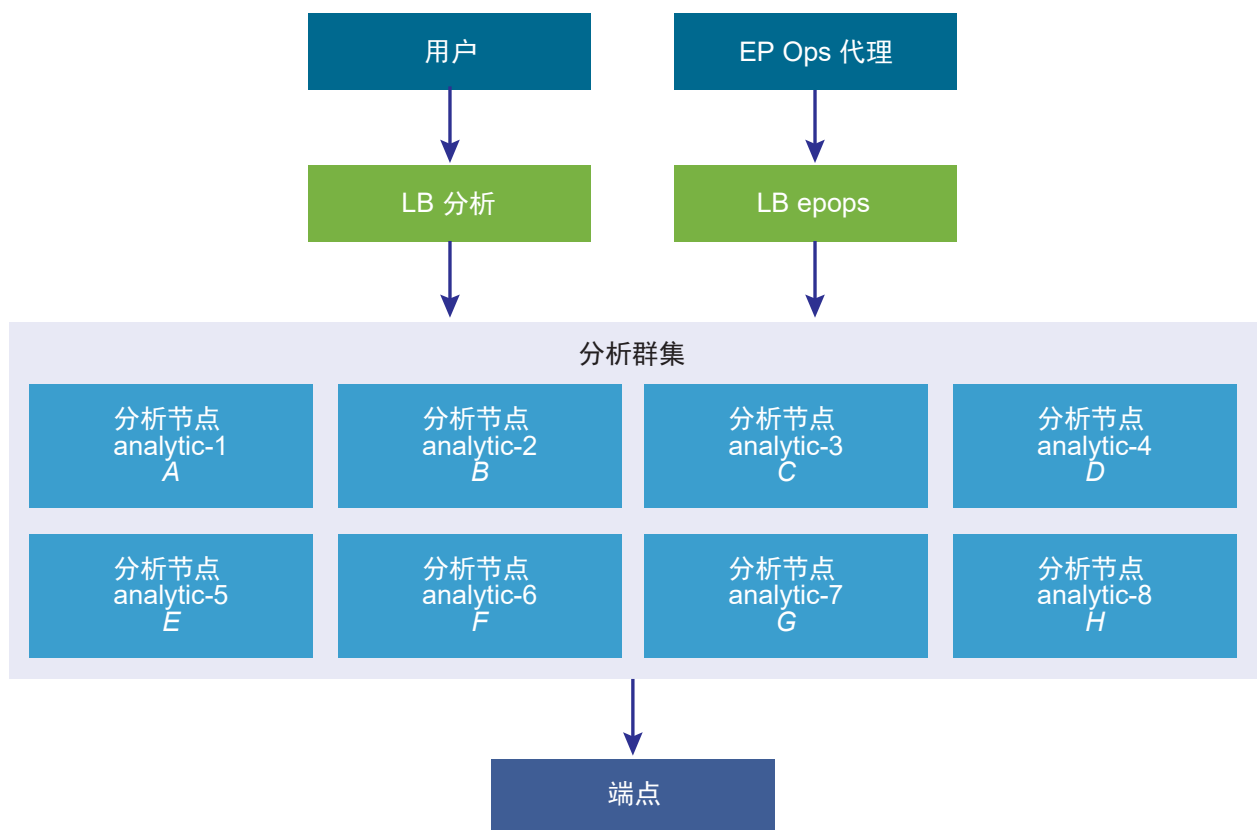 用户
EP Ops 代理
LB 分析
LB epops
分析群集
分析节点
analytic-1
A
分析节点
analytic-2
B
分析节点
analytic-3
C
分析节点
analytic-4
D
分析节点
analytic-5
E
分析节点
analytic-6
F
分析节点
analytic-7
G
分析节点
analytic-8
H
端点